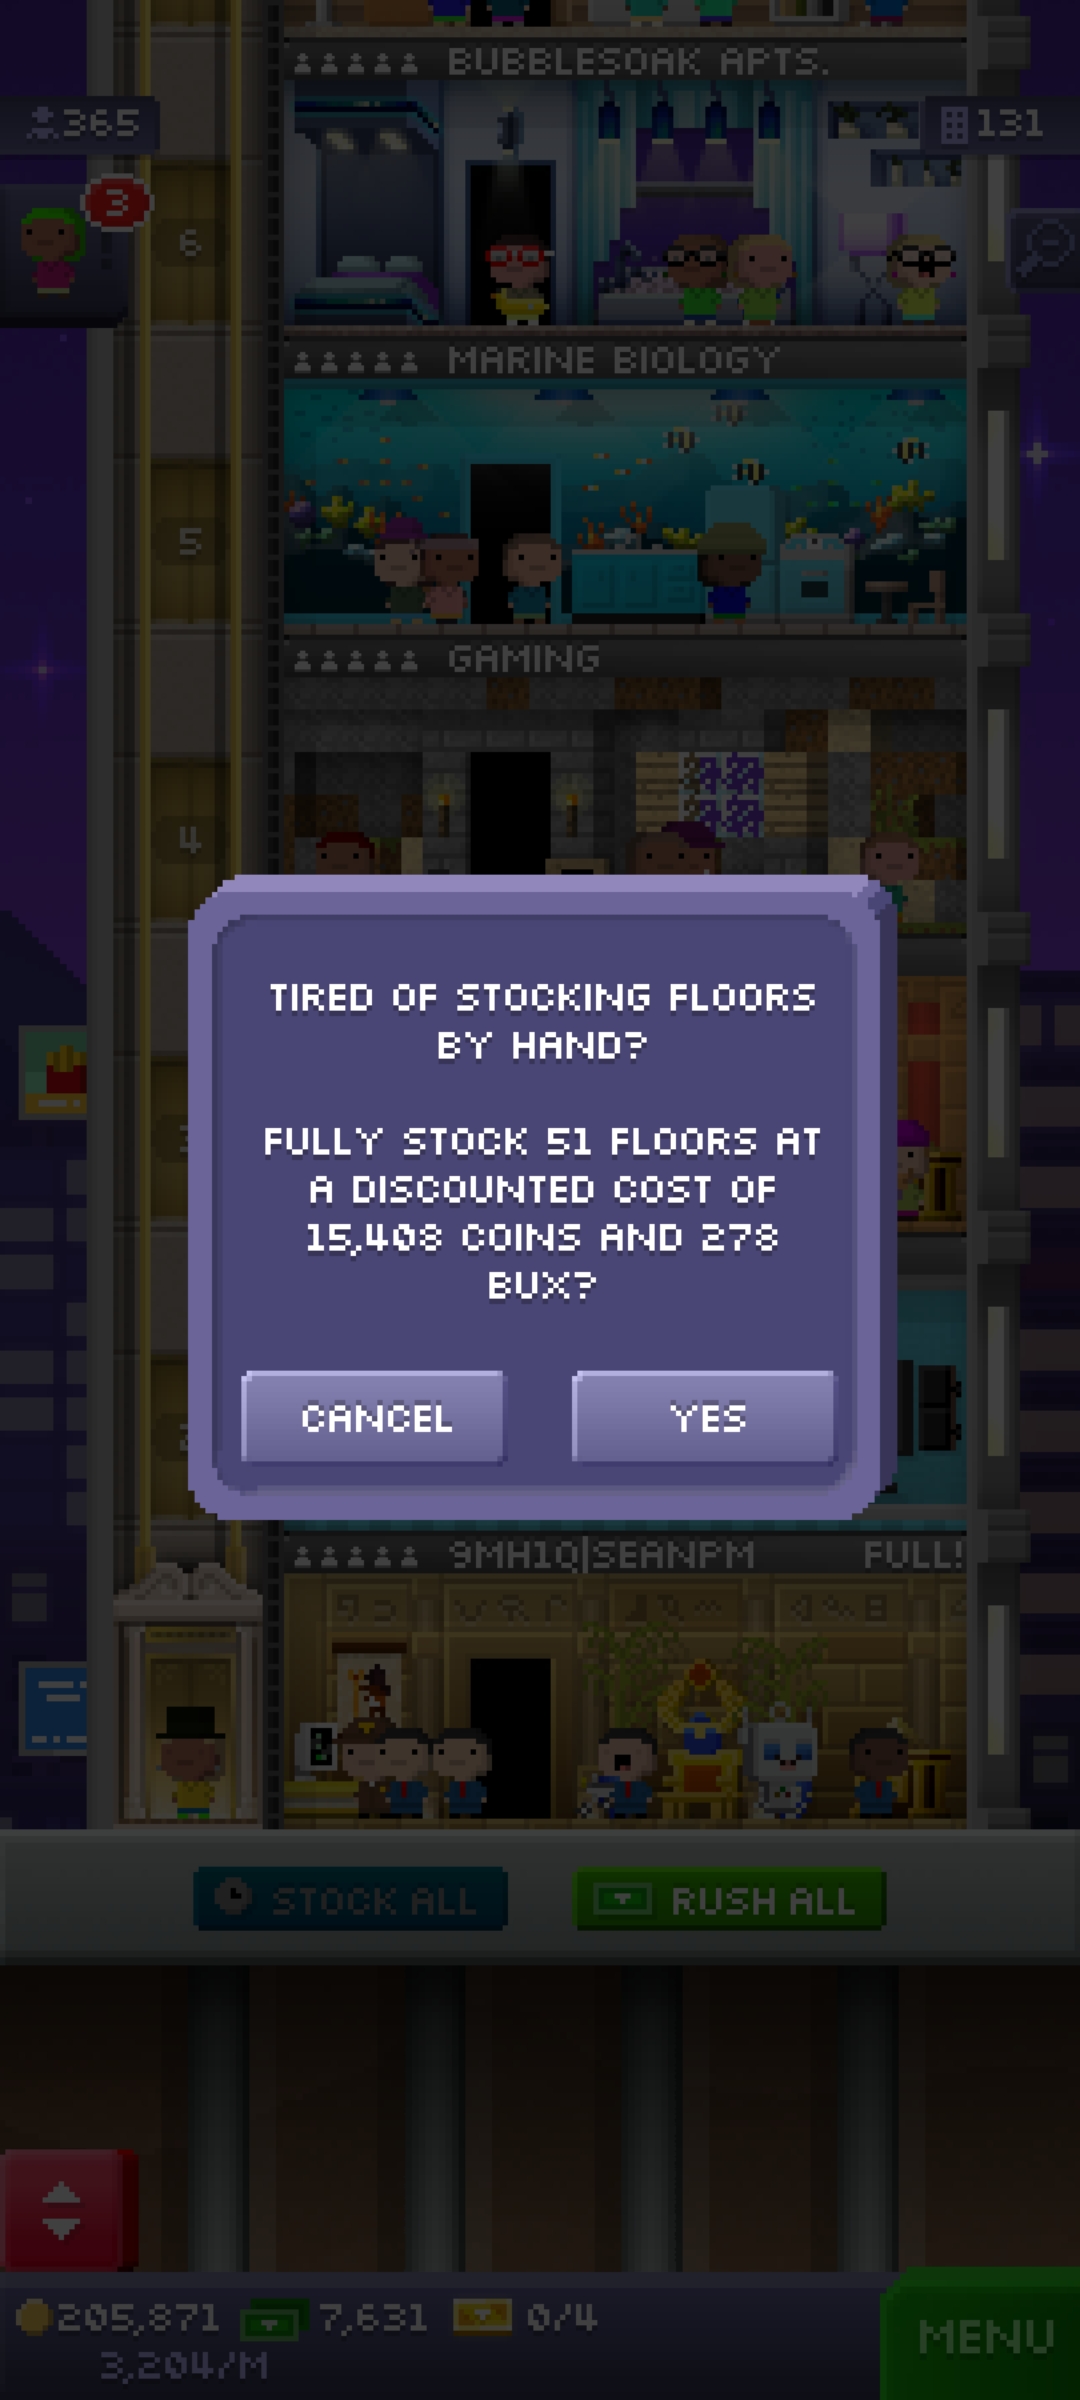 BUBBLESOAK APTS.
365
131
3
6
MARINE BIOLOGY
5
GAMING
4
TIRED OF STOCKING FLOORS
BY HAND?
FULLY STOCK 51 FLOORS AT
A DISCOUNTED COST OF
15,408 COINS AND 278
BUX?
CANCEL
YES
9MH1Q|SEANPM
FULL!
STOCK ALL
RUSH ALL
205,871
7,631
0/4
3,204/M
MENU